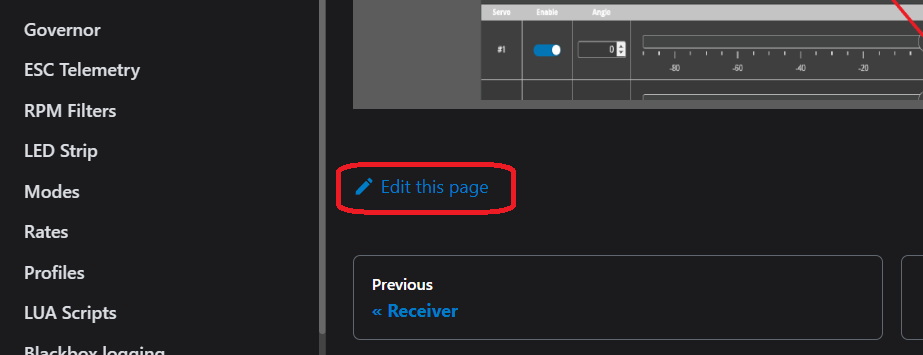 Governor
ESC Telemetry
RPM Filters
LED Strip
Modes
Rates
Profiles
LUA Scripts
Blackbox logging
Servo Enable Angle
#1 0
-80 -60 -40 -20
Edit this page
Previous
« Receiver